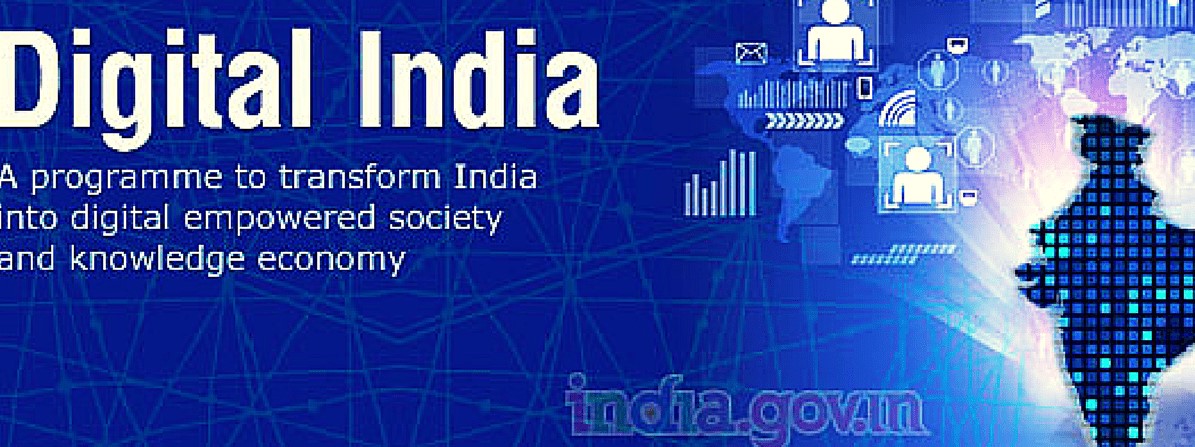 Digital India
A programme to transform India
into digital empowered society
and knowledge economy
india.gov.in